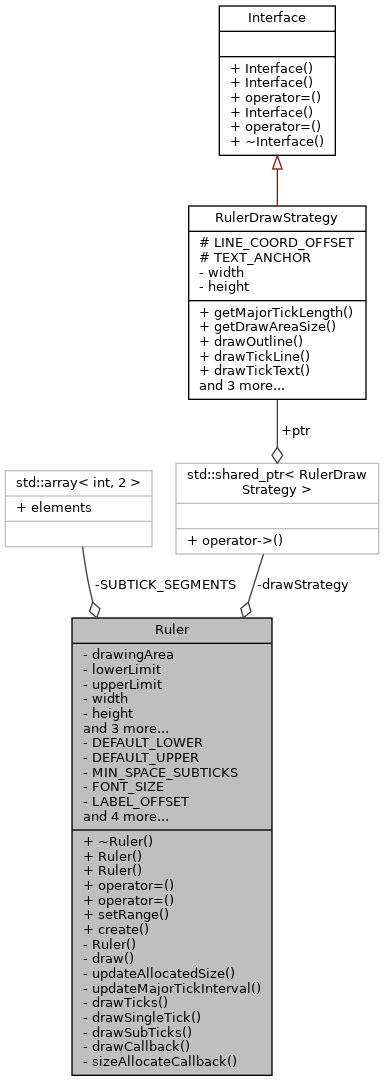 Interface
+ Interface()
+ Interface()
+ operator=()
+ Interface()
+ operator=()
+ ~Interface()
RulerDrawStrategy
# LINE_COORD_OFFSET
# TEXT_ANCHOR
- width
- height
+ getMajorTickLength()
+ getDrawAreaSize()
+ drawOutline()
+ drawTickLine()
+ drawTickText()
and 3 more...
+ptr
std::array< int, 2 >
+ elements
std::shared_ptr< RulerDraw
Strategy >
+ operator->()
-SUBTICK_SEGMENTS
-drawStrategy
Ruler
- drawingArea
- lowerLimit
- upperLimit
- width
- height
and 3 more...
- DEFAULT_LOWER
- DEFAULT_UPPER
- MIN_SPACE_SUBTICKS
- FONT_SIZE
- LABEL_OFFSET
and 4 more...
+ ~Ruler()
+ Ruler()
+ Ruler()
+ operator=()
+ operator=()
+ setRange()
+ create()
- Ruler()
- draw()
- updateAllocatedSize()
- updateMajorTickInterval()
- drawTicks()
- drawSingleTick()
- drawSubTicks()
- drawCallback()
- sizeAllocateCallback()